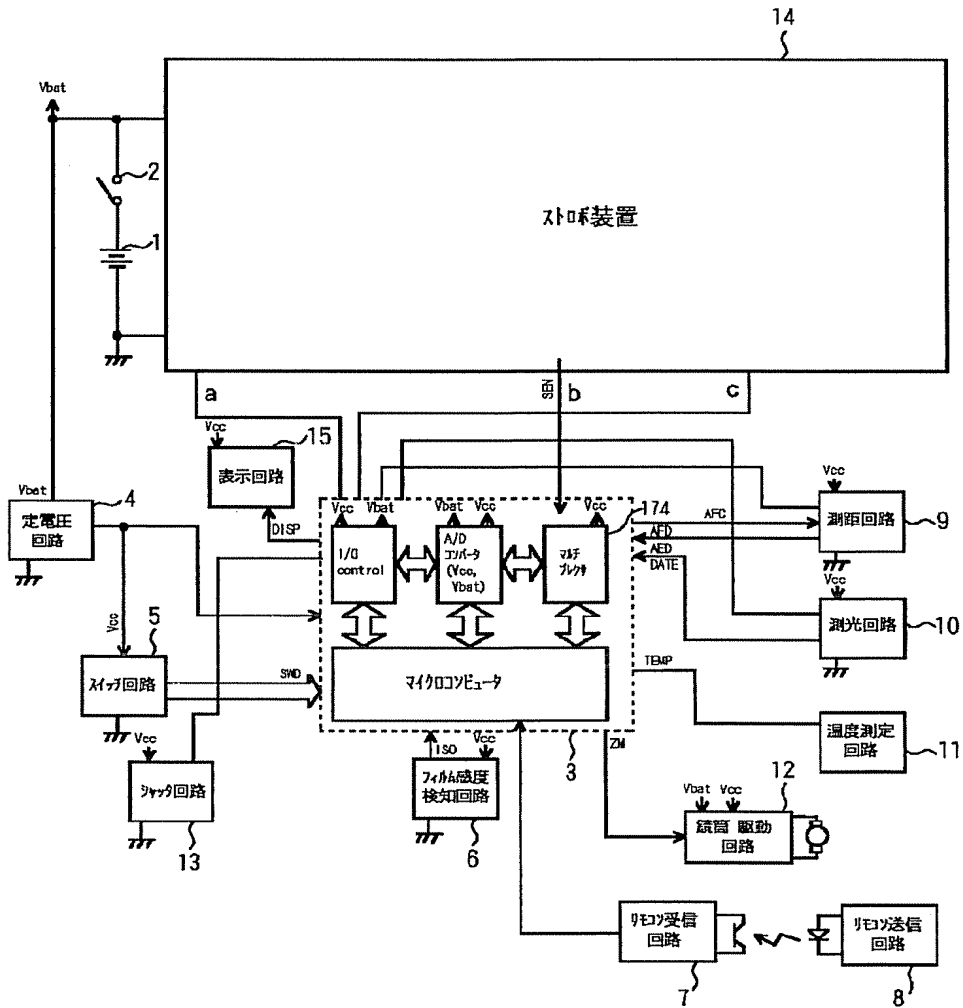 14
Vbat
2
1
ストロボ装置
a
SEN
b
c
Vcc
15
表示回路
DISP
Vbat
4
定電圧
回路
Vcc
Vbat
I/O
control
Vbat
Vcc
A/D
コンバータ
(Vcc,
Vbat)
Vcc
174
マルチ
プレクサ
AFC
AFD
AED
DATE
Vcc
測距回路
9
Vcc
測光回路
10
Vcc
5
スイッチ回路
SWD
マイクロコンピュータ
TEMP
温度測定
回路
11
Vcc
シャッタ回路
13
ISO
Vcc
フィルム感度
検知回路
6
3
ZM
Vbat
Vcc
12
鏡筒 駆動
回路
リモコン受信
回路
7
リモコン送信
回路
8